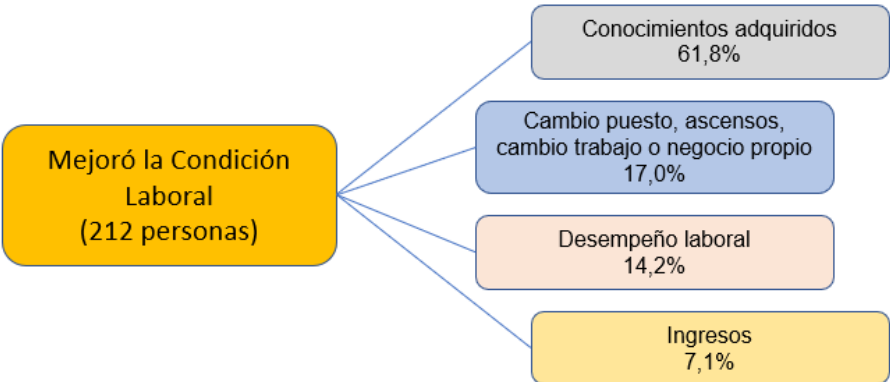 Mejoró la Condición
Laboral
(212 personas)
Conocimientos adquiridos
61,8%
Cambio puesto, ascensos,
cambio trabajo o negocio propio
17,0%
Desempeño laboral
14,2%
Ingresos
7,1%